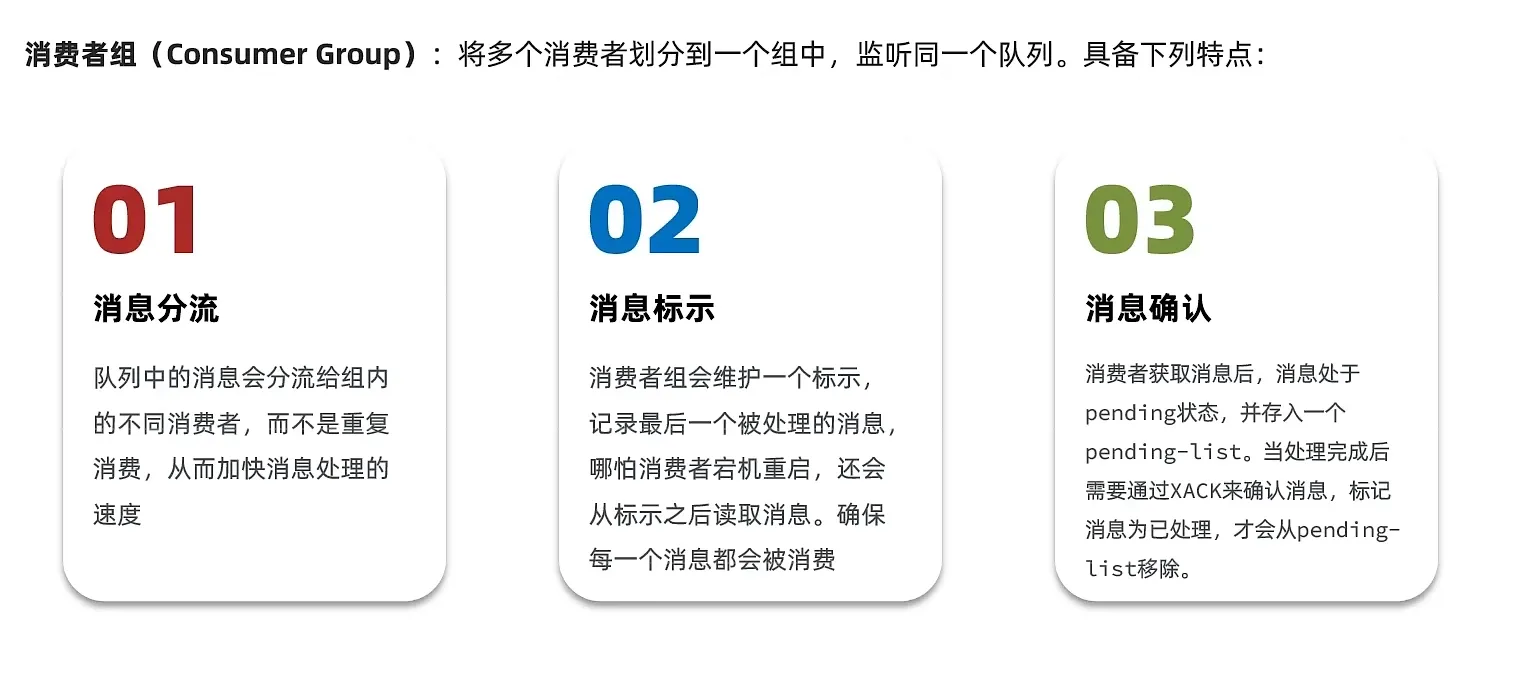 消费者组（Consumer Group）：将多个消费者划分到一个组中，监听同一个队列。具备下列特点：
01
消息分流
队列中的消息会分流给组内
的不同消费者，而不是重复
消费，从而加快消息处理的
速度
02
消息标示
消费者组会维护一个标示，
记录最后一个被处理的消息，
哪怕消费者宕机重启，还会
从标示之后读取消息。确保
每一个消息都会被消费
03
消息确认
消费者获取消息后，消息处于
pending状态，并存入一个
pending-list。当处理完成后
需要通过XACK来确认消息，标记
消息为已处理，才会从pending-
list移除。